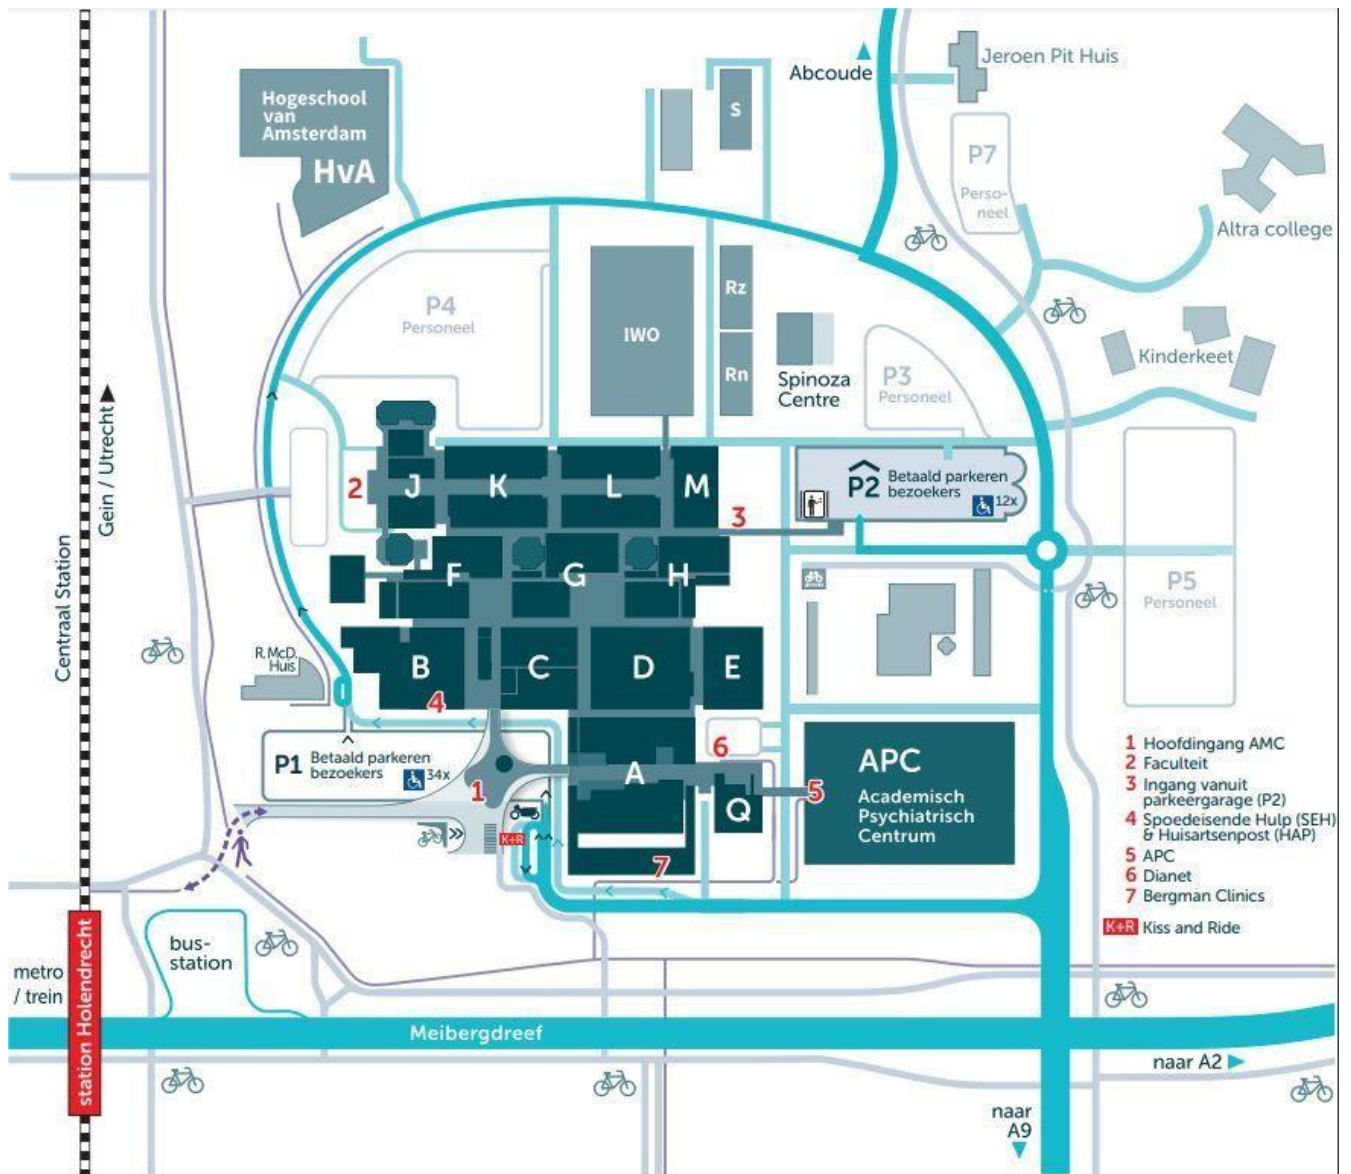 Hogeschool
van
Amsterdam
HvA
S
Abcoude
Jeroen Pit Huis
P7
Perso-
neel
Altra college
P4
Personeel
IWO
Rz
Rn
Spinoza
Centre
P3
Personeel
Kinderkeet
Gein / Utrecht
Centraal Station
2
J
K
L
M
3
P2
Betaald parkeren
bezoekers
12x
F
G
H
P5
Personeel
R. McD.
Huis
B
C
D
E
4
P1
Betaald parkeren
bezoekers
34x
1
A
6
Q
5
APC
Academisch
Psychiatrisch
Centrum
K+R
7
1 Hoofdingang AMC
2 Faculteit
3 Ingang vanuit
parkeergarage (P2)
4 Spoedeisende Hulp (SEH)
& Huisartsenpost (HAP)
5 APC
6 Dianet
7 Bergman Clinics
K+R Kiss and Ride
bus-
station
metro
/ trein
station Holendrecht
Meibergdreef
naar A2
naar
A9